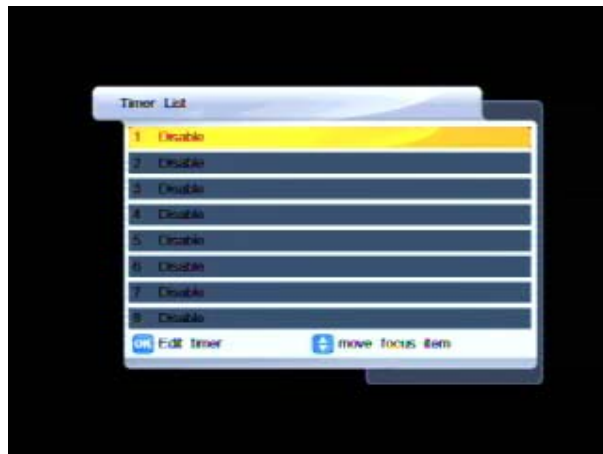 Timer List
1 Disable
2 Disable
3 Disable
4 Disable
5 Disable
6 Disable
7 Disable
8 Disable
OK Edit timer move focus item